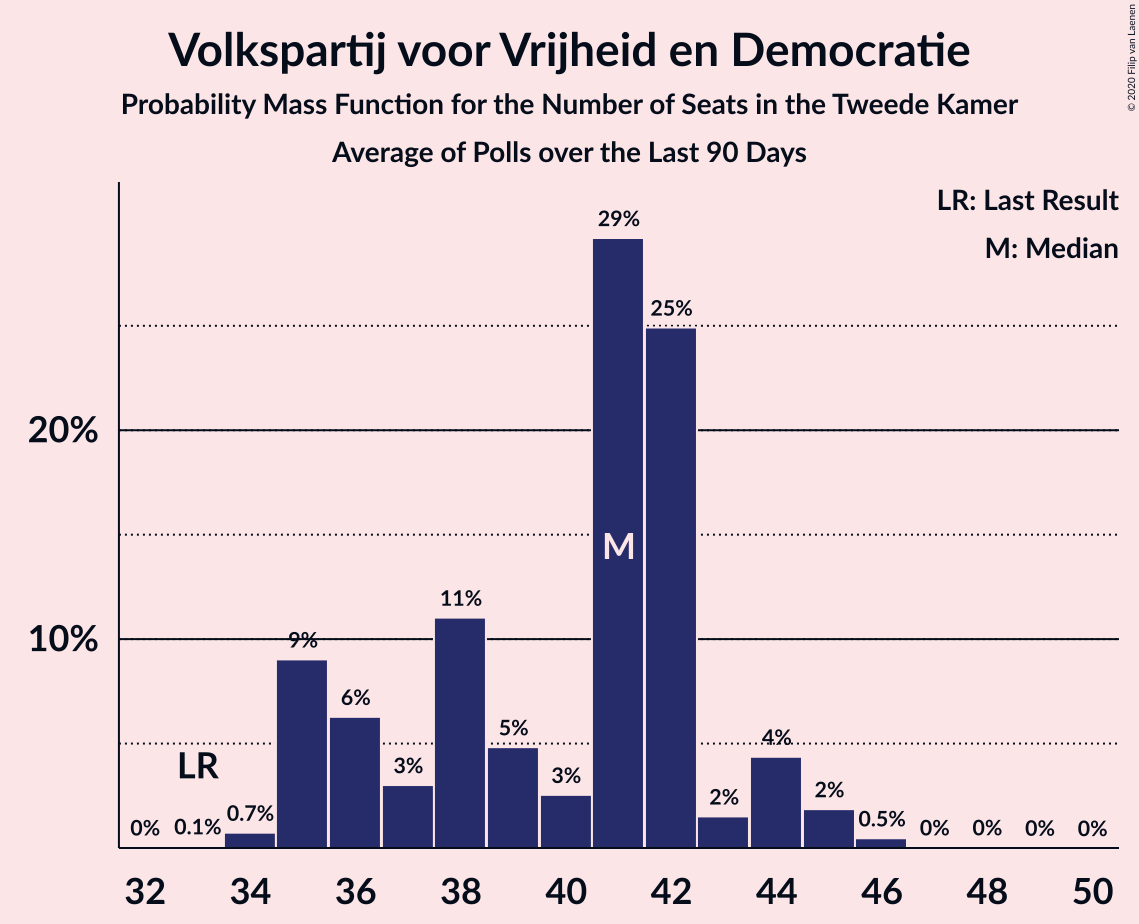 Volkspartij voor Vrijheid en Democratie
Probability Mass Function for the Number of Seats in the Tweede Kamer
Average of Polls over the Last 90 Days
© 2020 Filip van Laenen
LR: Last Result
M: Median
29%
25%
20%
M
11%
10%
9%
6%
5%
LR
4%
3%
3%
2%
2%
0.7%
0.5%
0%
0.1%
0%
0%
0%
0%
32 34 36 38 40 42 44 46 48 50